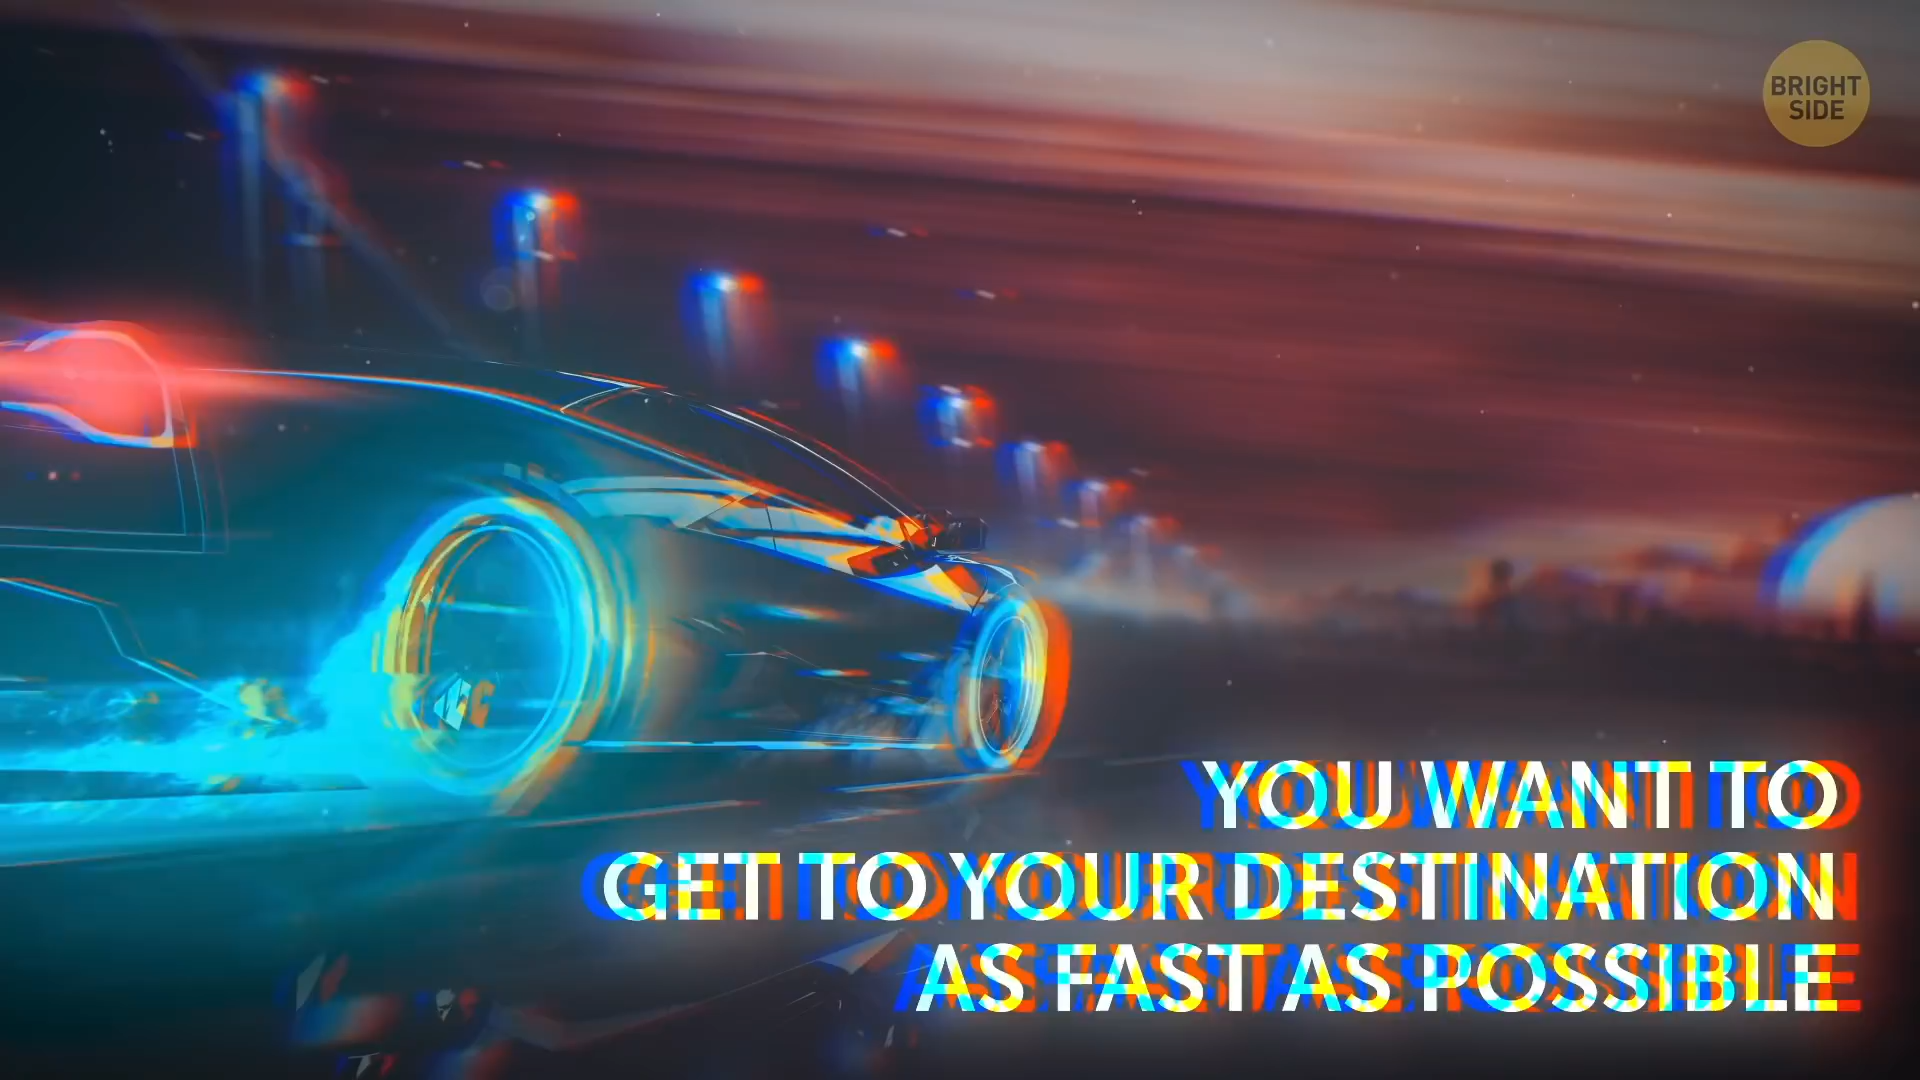 BRIGHT
SIDE
YOU WANT TO
GET TO YOUR DESTINATION
AS FAST AS POSSIBLE